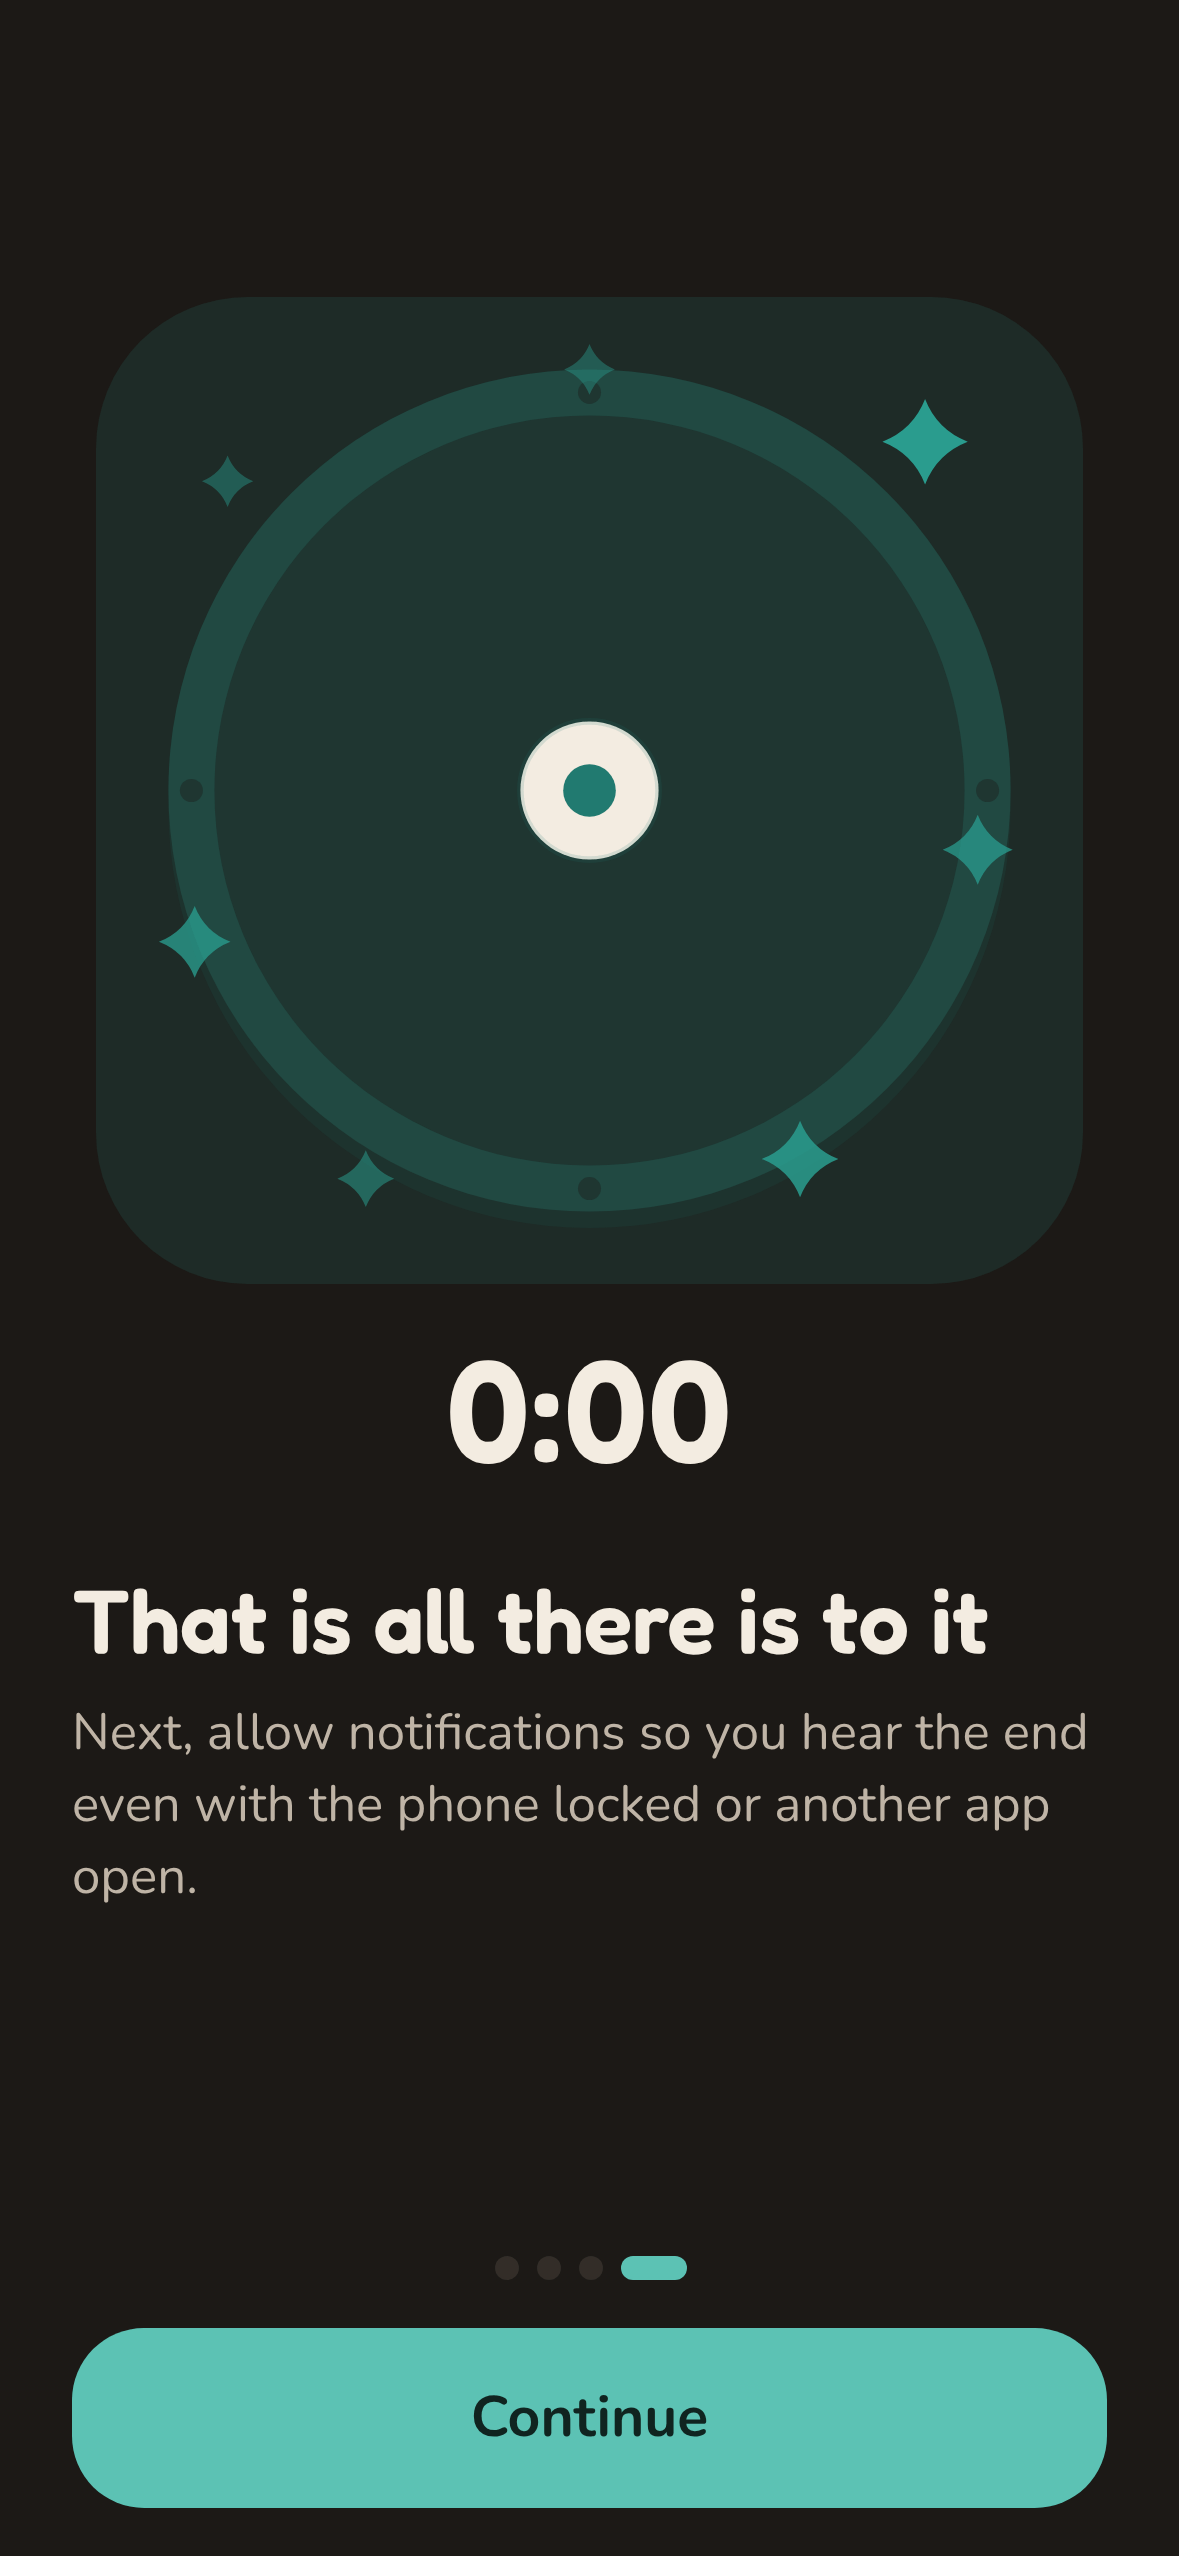 0:00
That is all there is to it
Next, allow notifications so you hear the end
even with the phone locked or another app
open.
Continue